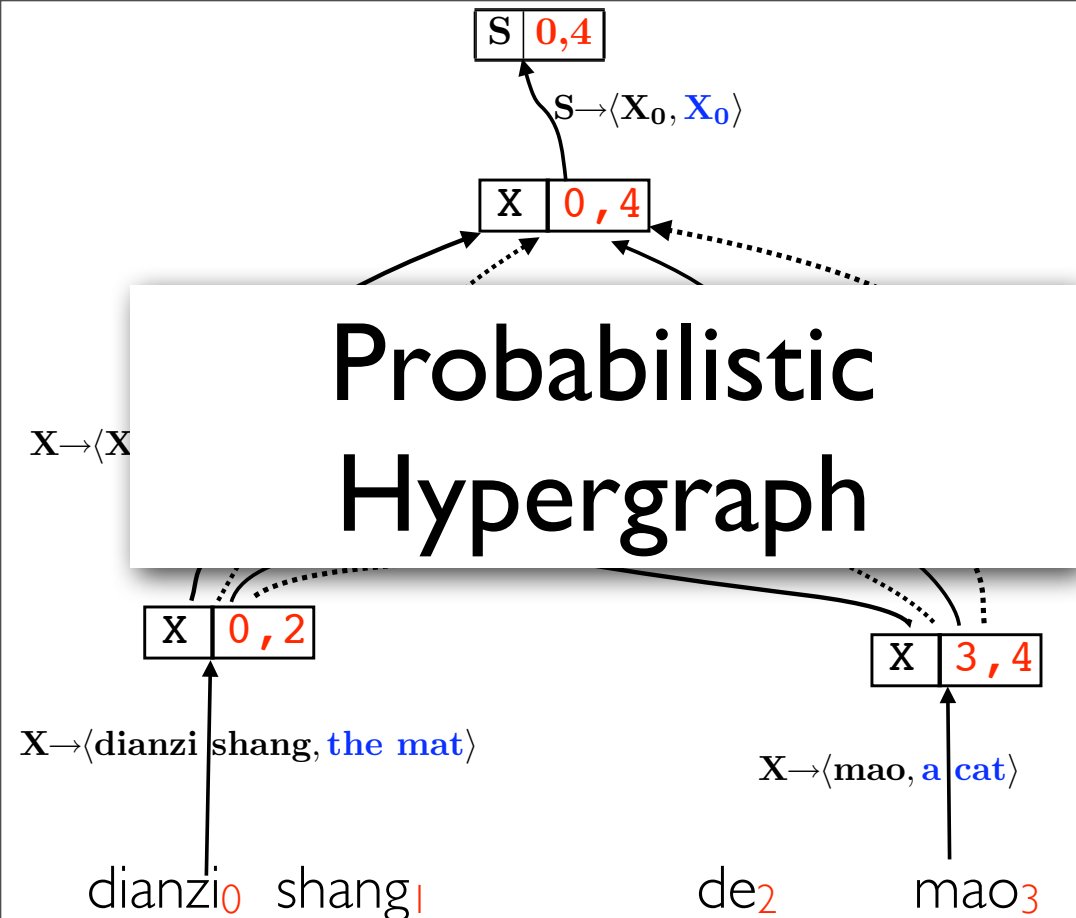 S 0,4
S→⟨X₀, X₀⟩
X 0,4
Probabilistic
X→⟨X
Hypergraph
X 0,2
X 3,4
X→⟨dianzi shang, the mat⟩
X→⟨mao, a cat⟩
dianzi₀ shang₁ de₂ mao₃